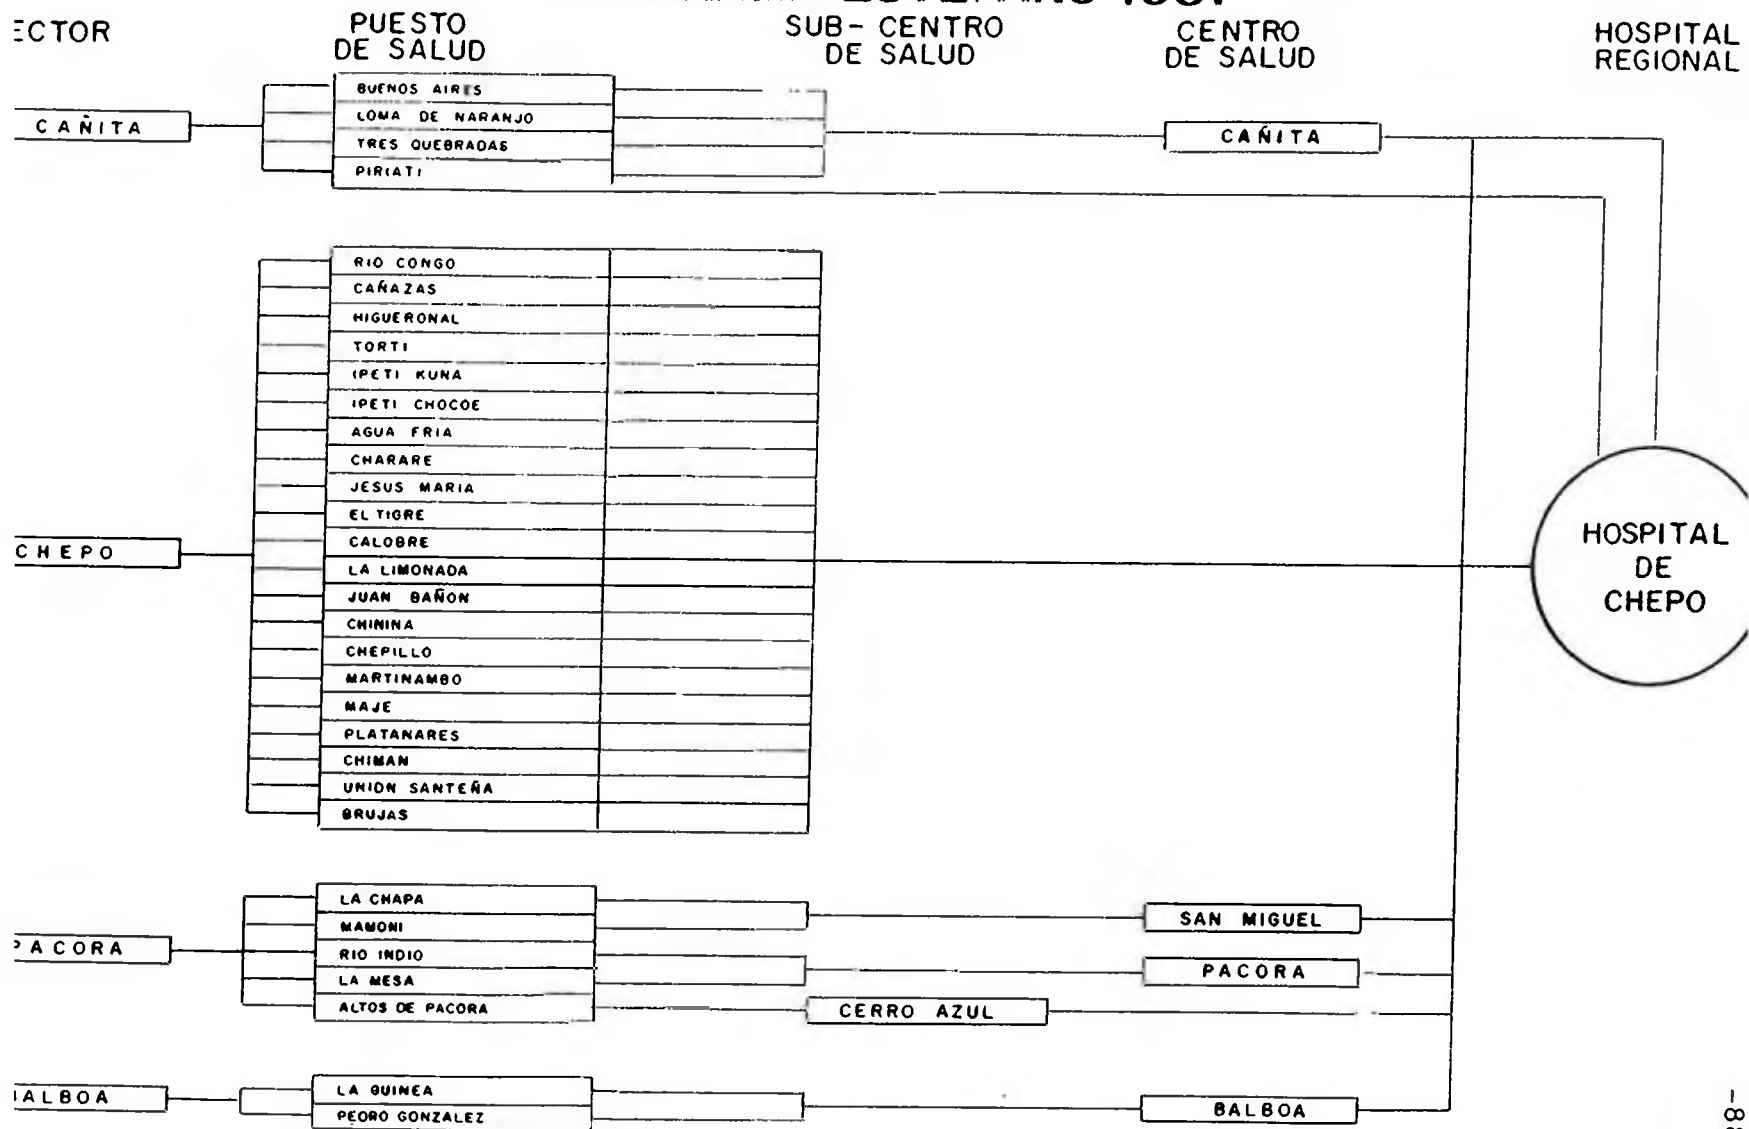 ECTOR
PUESTO
DE SALUD
SUB-CENTRO
DE SALUD
CENTRO
DE SALUD
HOSPITAL
REGIONAL
CAÑITA
BUENOS AIRES
LOMA DE NARANJO
TRES QUEBRADAS
PIRIATI
CAÑITA
CHEPO
RIO CONGO
CAÑAZAS
HIGUERONAL
TORTI
IPETI KUNA
IPETI CHOCOE
AGUA FRIA
CHARARE
JESUS MARIA
EL TIGRE
CALOBRE
LA LIMONADA
JUAN BAÑON
CHININA
CHEPILLO
MARTINAMBO
MAJE
PLATANARES
CHIMAN
UNION SANTEÑA
BRUJAS
HOSPITAL
DE
CHEPO
PACORA
LA CHAPA
MAMONI
RIO INDIO
LA MESA
ALTOS DE PACORA
CERRO AZUL
SAN MIGUEL
PACORA
BALBOA
LA GUINEA
PEDRO GONZALEZ
BALBOA